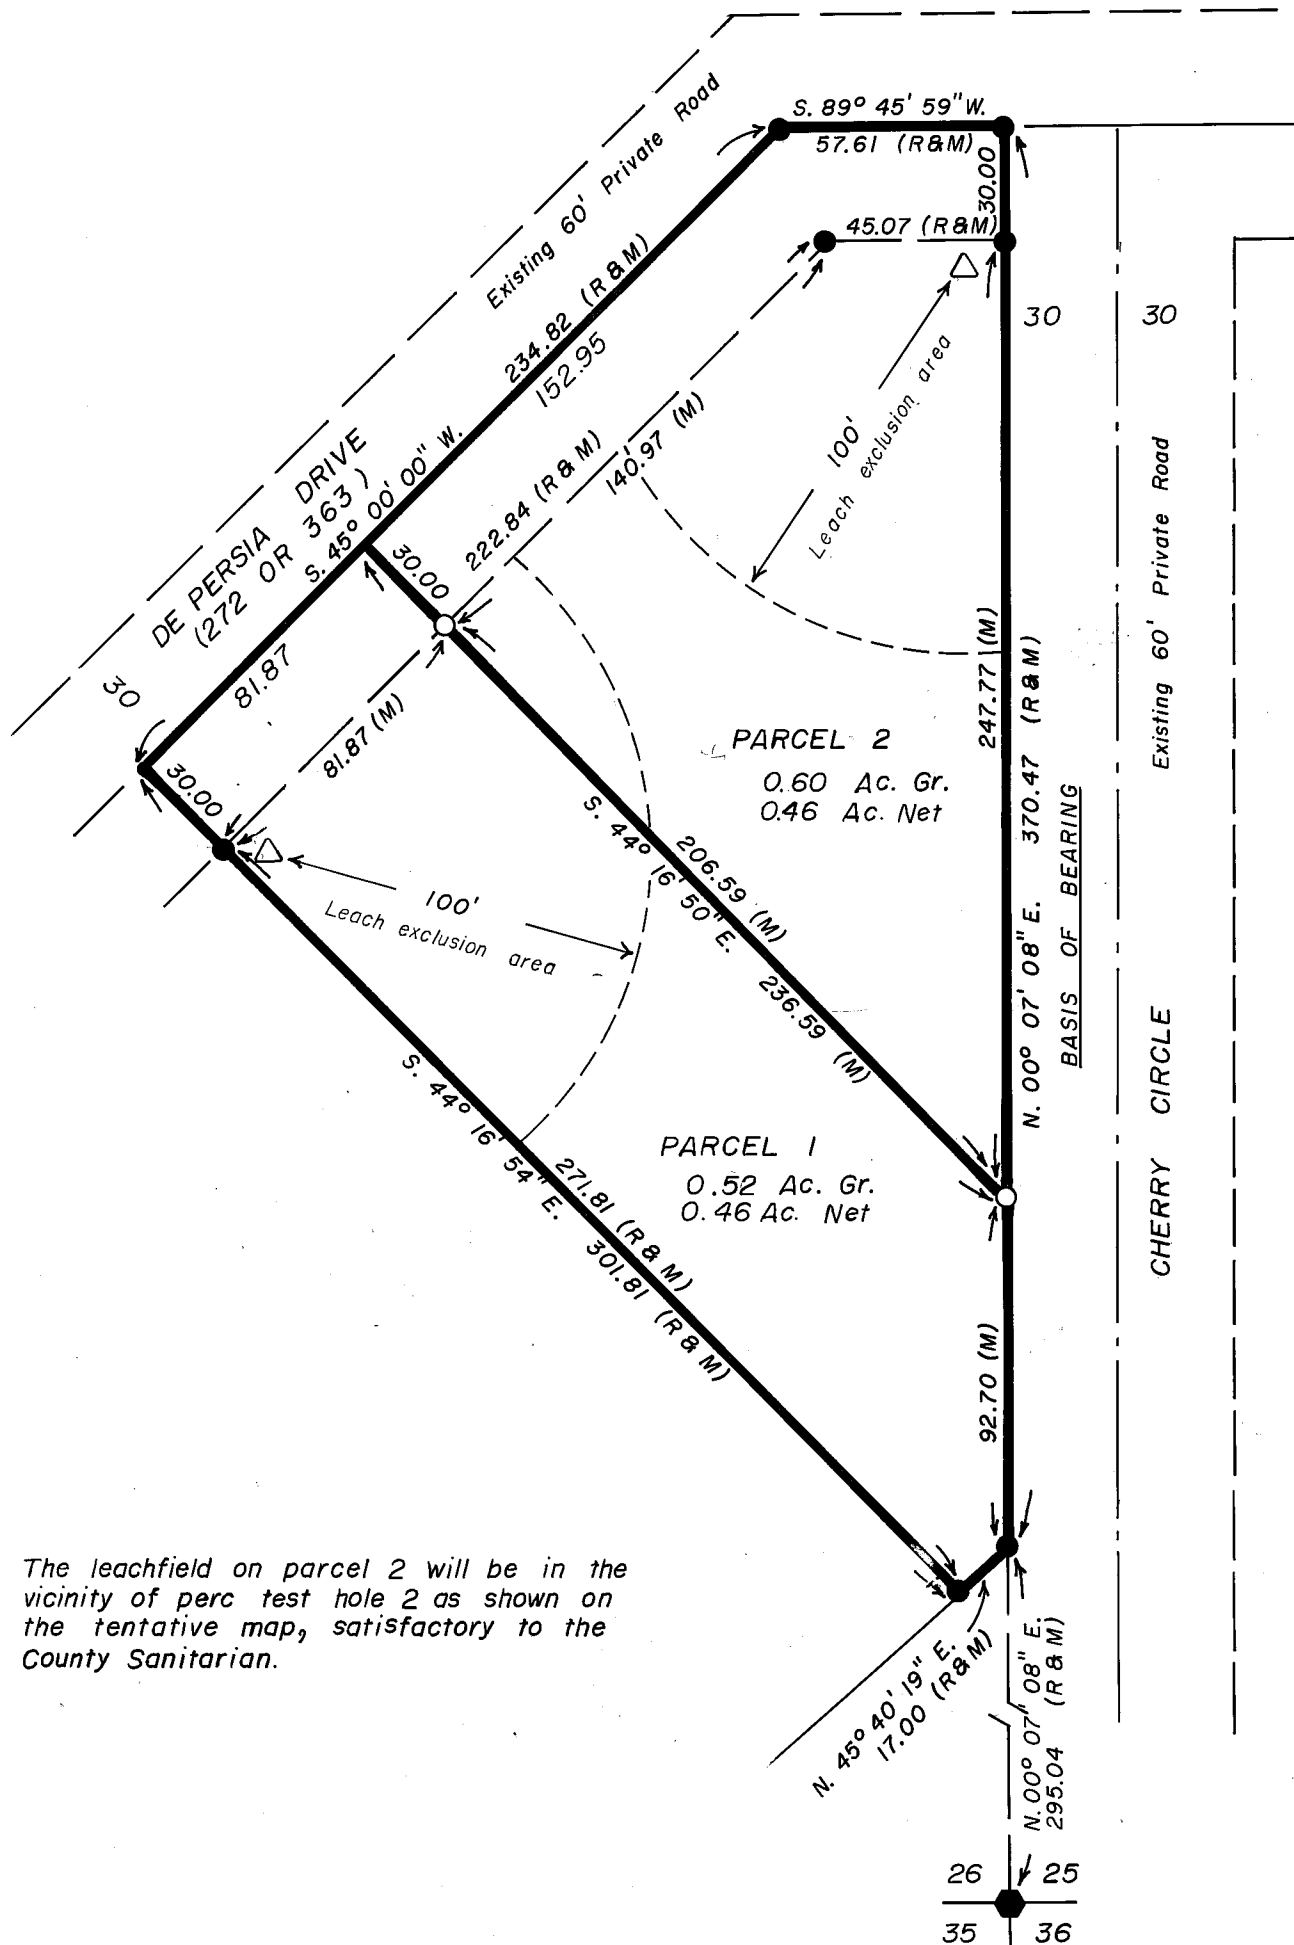 S. 89° 45' 59" W.
57.61 (R&M)
30.00
45.07 (R&M)
Existing 60' Private Road
234.82 (R&M)
152.95
30
30
100'
Leach exclusion area
140.97 (M)
222.84 (R&M)
DE PERSIA DRIVE
(272 OR 363)
S. 45° 00' 00" W.
30.00
81.87
30
81.87 (M)
30.00
247.77 (M)
N. 00° 07' 08" E. 370.47 (R&M)
BASIS OF BEARING
Existing 60' Private Road
CHERRY CIRCLE
PARCEL 2
0.60 Ac. Gr.
0.46 Ac. Net
206.59 (M)
S. 44° 16' 50" E.
236.59 (M)
100'
Leach exclusion area
S. 44° 16' 54" E.
271.81 (R&M)
301.81 (R&M)
PARCEL 1
0.52 Ac. Gr.
0.46 Ac. Net
92.70 (M)
The leachfield on parcel 2 will be in the
vicinity of perc test hole 2 as shown on
the tentative map, satisfactory to the
County Sanitarian.
N. 45° 40' 19" E.
17.00 (R&M)
N. 00° 07' 08" E.
295.04 (R&M)
26 25
35 36